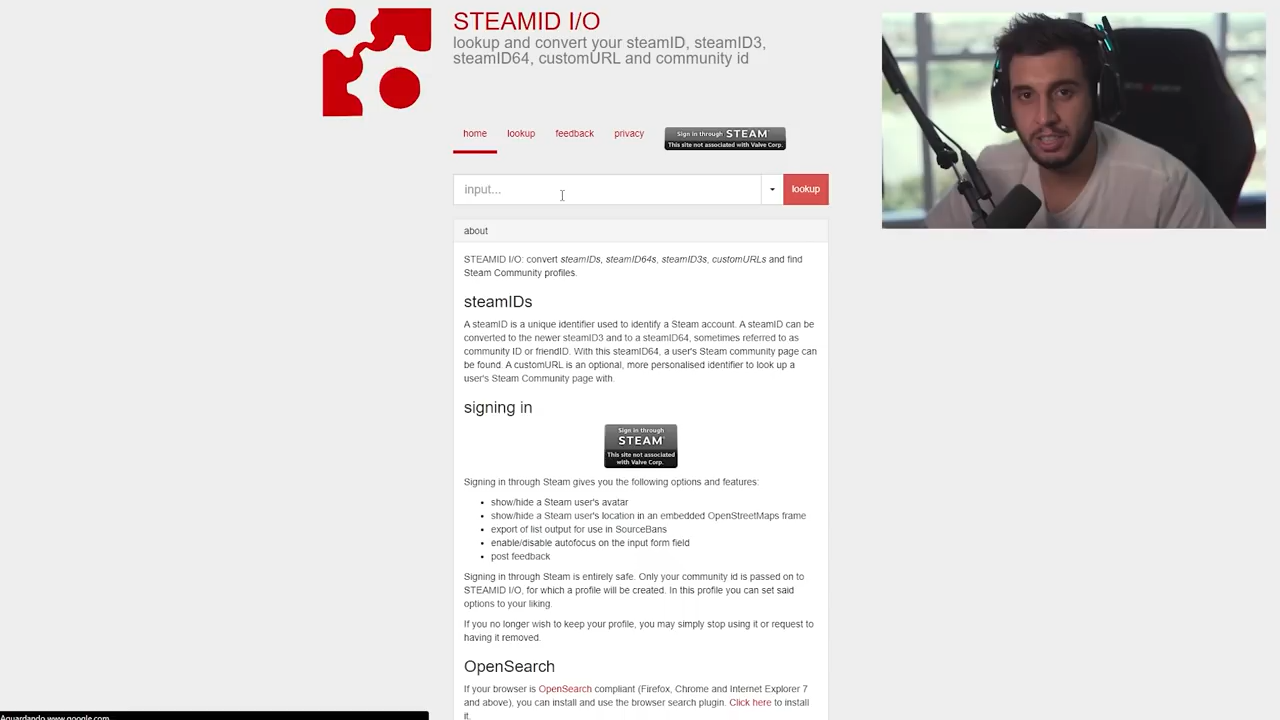 STEAMID I/O
lookup and convert your steamID, steamID3,
steamID64, customURL and community id
home lookup feedback privacy
Sign in through STEAM
This site not associated with Valve Corp.
input... lookup
about
STEAMID I/O: convert steamIDs, steamID64s, steamID3s, customURLs and find
Steam Community profiles.
steamIDs
A steamID is a unique identifier used to identify a Steam account. A steamID can be
converted to the newer steamID3 and to a steamID64, sometimes referred to as
community ID or friendID. With this steamID64, a user's Steam community page can
be found. A customURL is an optional, more personalised identifier to look up a
user's Steam Community page with.
signing in
Sign in through
STEAM
This site not associated
with Valve Corp.
Signing in through Steam gives you the following options and features:
show/hide a Steam user's avatar
show/hide a Steam user's location in an embedded OpenStreetMaps frame
export of list output for use in SourceBans
enable/disable autofocus on the input form field
post feedback
Signing in through Steam is entirely safe. Only your community id is passed on to
STEAMID I/O, for which a profile will be created. In this profile you can set said
options to your liking.
If you no longer wish to keep your profile, you may simply stop using it or request to
having it removed.
OpenSearch
If your browser is OpenSearch compliant (Firefox, Chrome and Internet Explorer 7
and above), you can install and use the browser search plugin. Click here to install
it.
Aguardando www.google.com